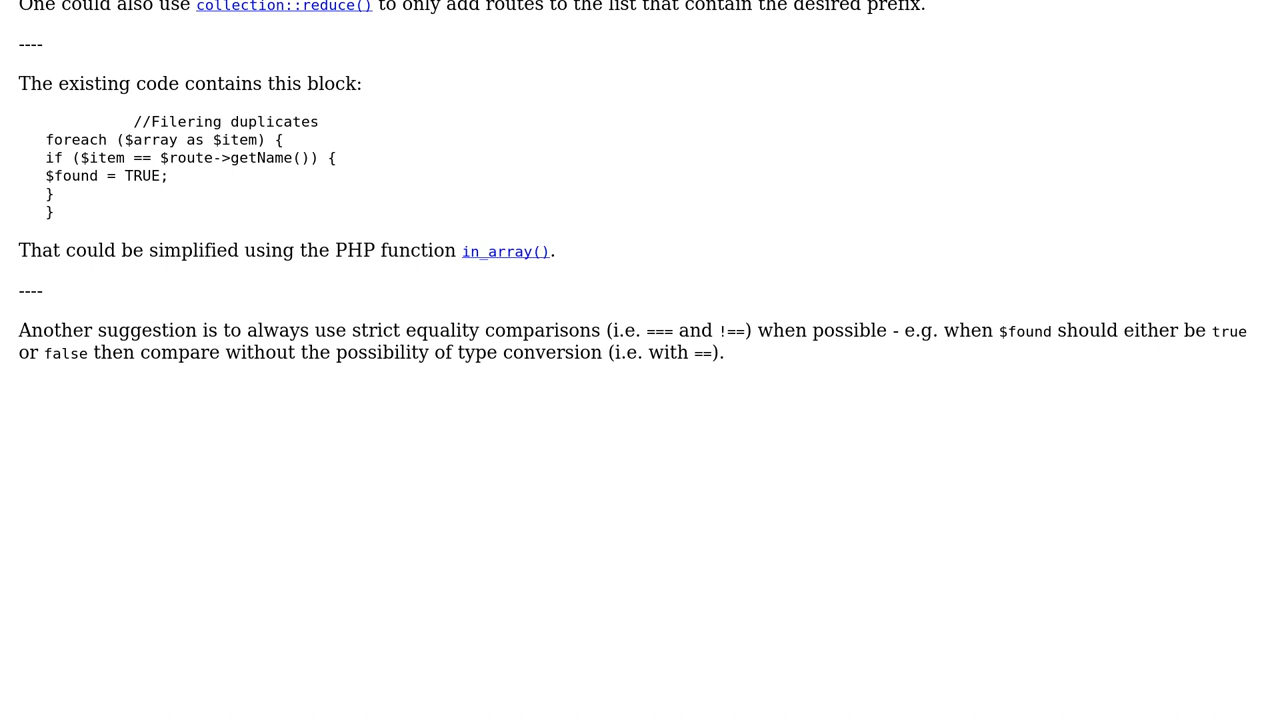 One could also use collection::reduce() to only add routes to the list that contain the desired prefix.
----
The existing code contains this block:
//Filering duplicates
foreach ($array as $item) {
if ($item == $route->getName()) {
$found = TRUE;
}
}
That could be simplified using the PHP function in_array().
----
Another suggestion is to always use strict equality comparisons (i.e. === and !==) when possible - e.g. when $found should either be true
or false then compare without the possibility of type conversion (i.e. with ==).